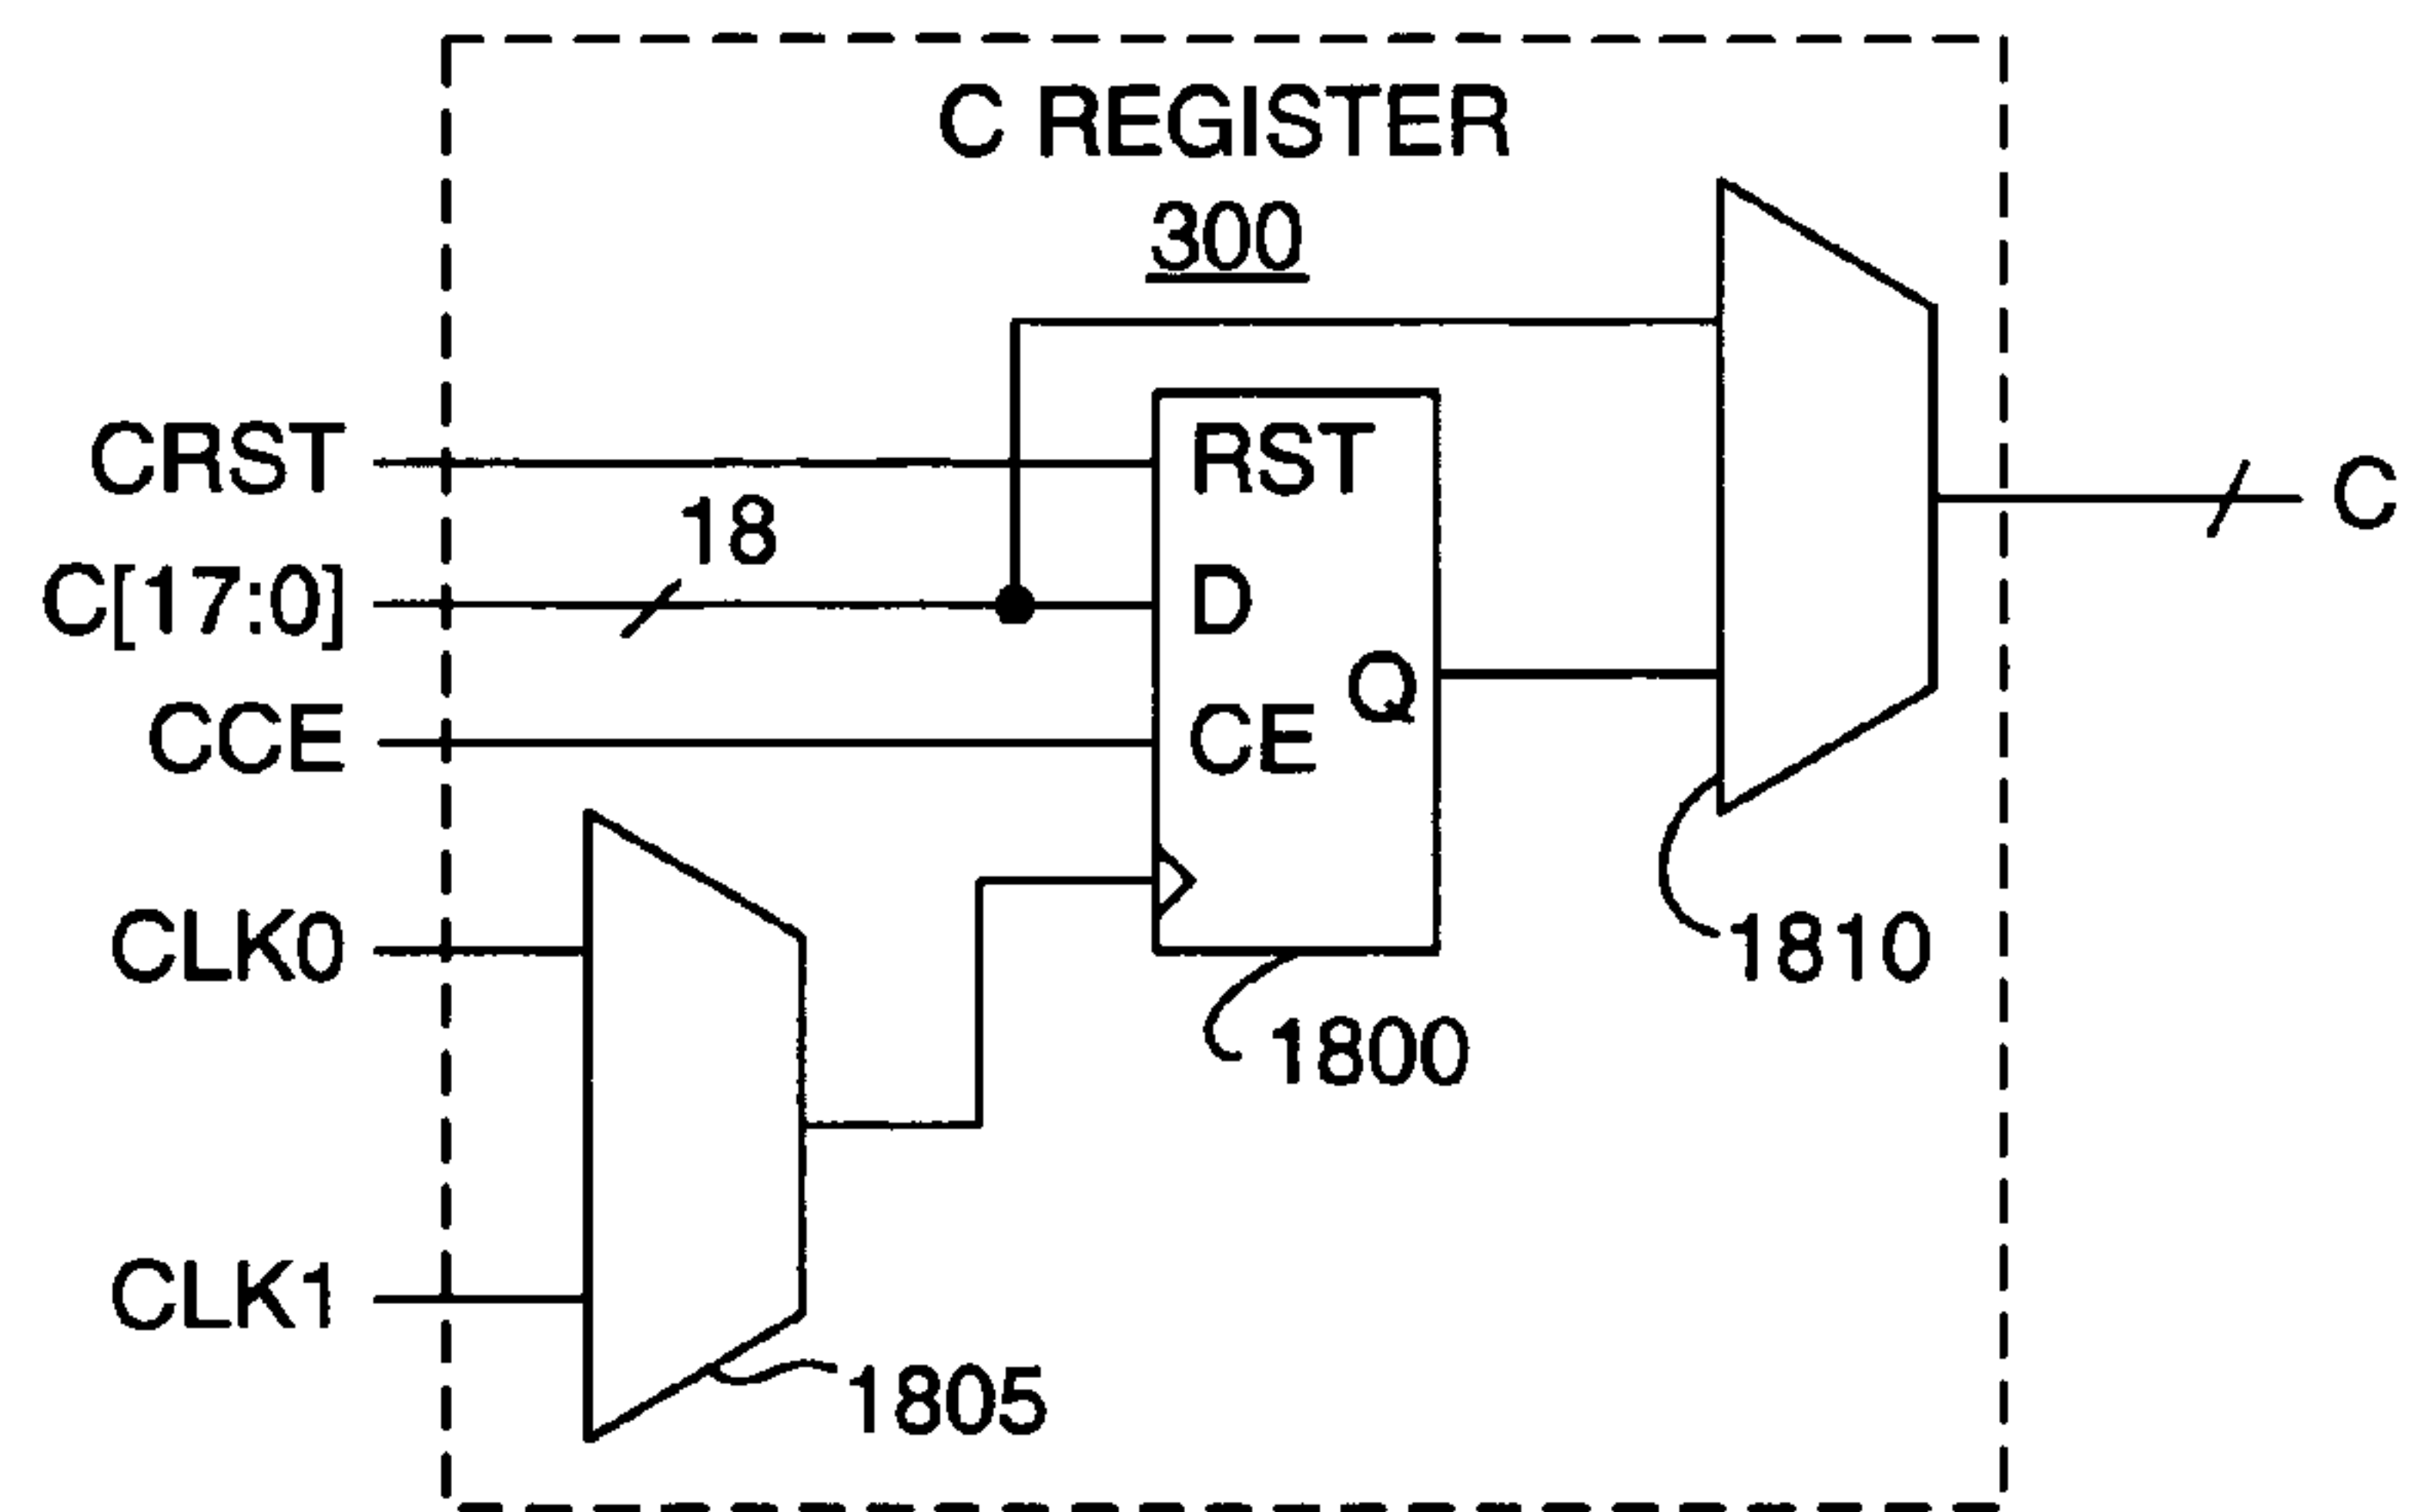 C REGISTER
300
CRST
RST
18
C
C[17:0]
D
Q
CCE
CE
CLK0
1810
1800
CLK1
1805